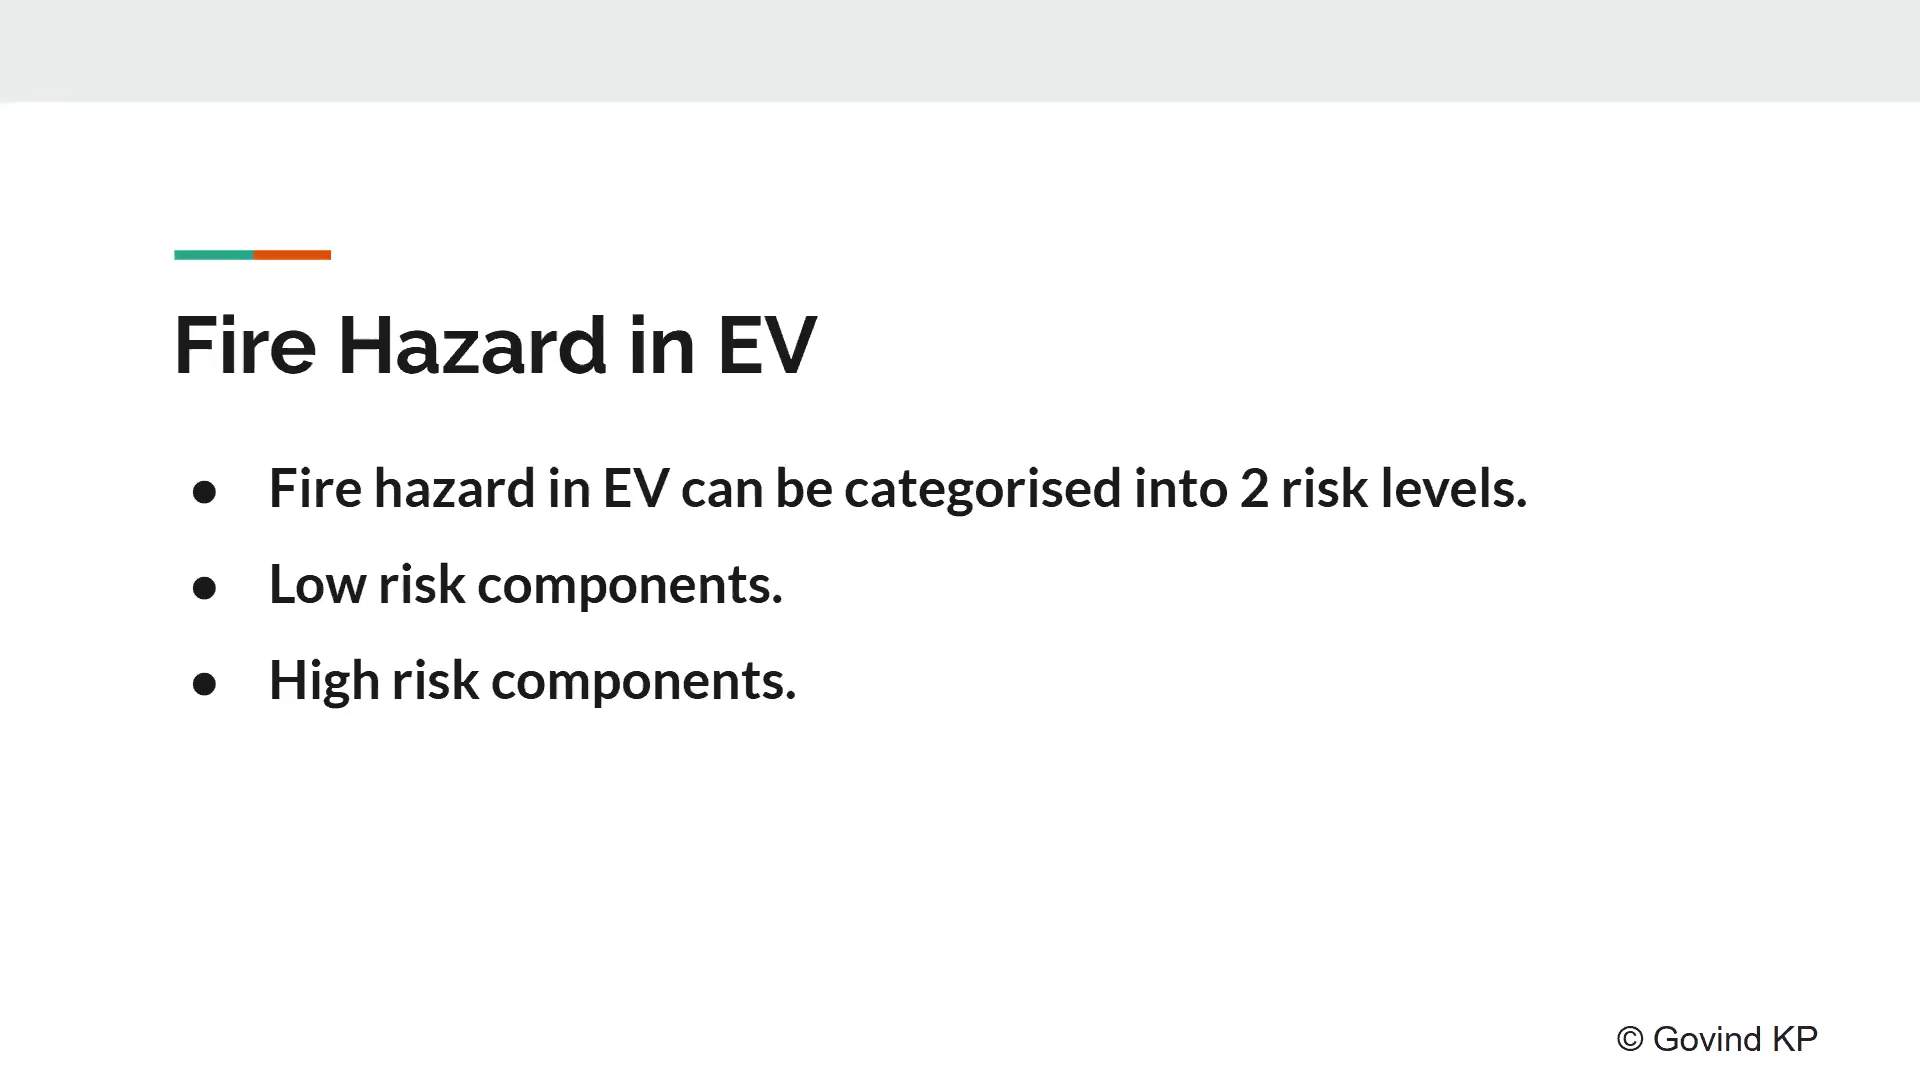 Fire Hazard in EV
● Fire hazard in EV can be categorised into 2 risk levels.
● Low risk components.
● High risk components.
© Govind KP